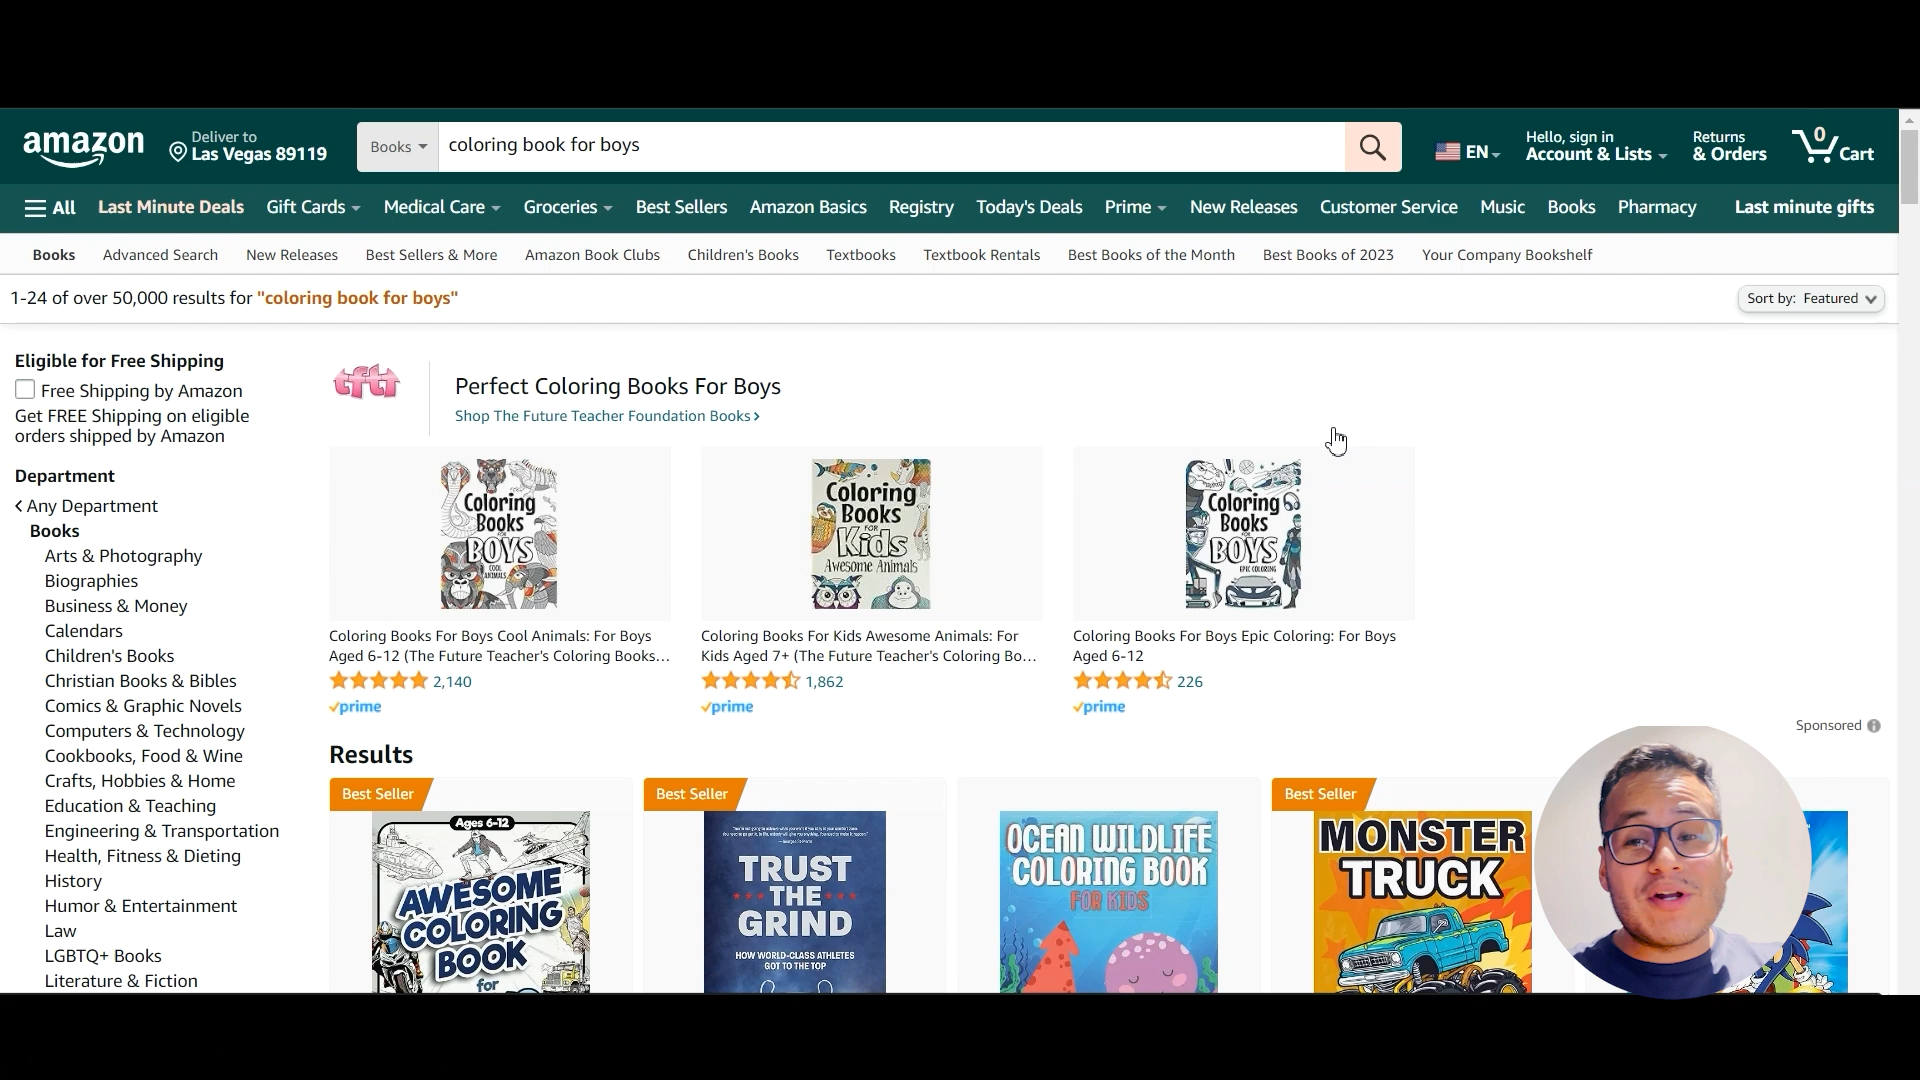 amazon
Deliver to
Las Vegas 89119
Books
coloring book for boys
EN
Hello, sign in
Account & Lists
Returns
& Orders
0
Cart
All
Last Minute Deals
Gift Cards
Medical Care
Groceries
Best Sellers
Amazon Basics
Registry
Today's Deals
Prime
New Releases
Customer Service
Music
Books
Pharmacy
Last minute gifts
Books
Advanced Search
New Releases
Best Sellers & More
Amazon Book Clubs
Children's Books
Textbooks
Textbook Rentals
Best Books of the Month
Best Books of 2023
Your Company Bookshelf
1-24 of over 50,000 results for "coloring book for boys"
Sort by: Featured
Eligible for Free Shipping
Free Shipping by Amazon
Get FREE Shipping on eligible
orders shipped by Amazon
Department
Any Department
Books
Arts & Photography
Biographies
Business & Money
Calendars
Children's Books
Christian Books & Bibles
Comics & Graphic Novels
Computers & Technology
Cookbooks, Food & Wine
Crafts, Hobbies & Home
Education & Teaching
Engineering & Transportation
Health, Fitness & Dieting
History
Humor & Entertainment
Law
LGBTQ+ Books
Literature & Fiction
tftf
Perfect Coloring Books For Boys
Shop The Future Teacher Foundation Books
Coloring
Books
FOR
BOYS
COOL
ANIMALS
Coloring Books For Boys Cool Animals: For Boys
Aged 6-12 (The Future Teacher's Coloring Books...
2,140
prime
Coloring
Books
FOR
Kids
Awesome Animals
Coloring Books For Kids Awesome Animals: For
Kids Aged 7+ (The Future Teacher's Coloring Bo...
1,862
prime
Coloring
Books
FOR
BOYS
EPIC COLORING
Coloring Books For Boys Epic Coloring: For Boys
Aged 6-12
226
prime
Sponsored
Results
Best Seller
Ages 6-12
AWESOME
COLORING
BOOK
for
Best Seller
TRUST
THE
GRIND
HOW WORLD-CLASS ATHLETES
GOT TO THE TOP
OCEAN WILDLIFE
COLORING BOOK
FOR KIDS
Best Seller
MONSTER
TRUCK